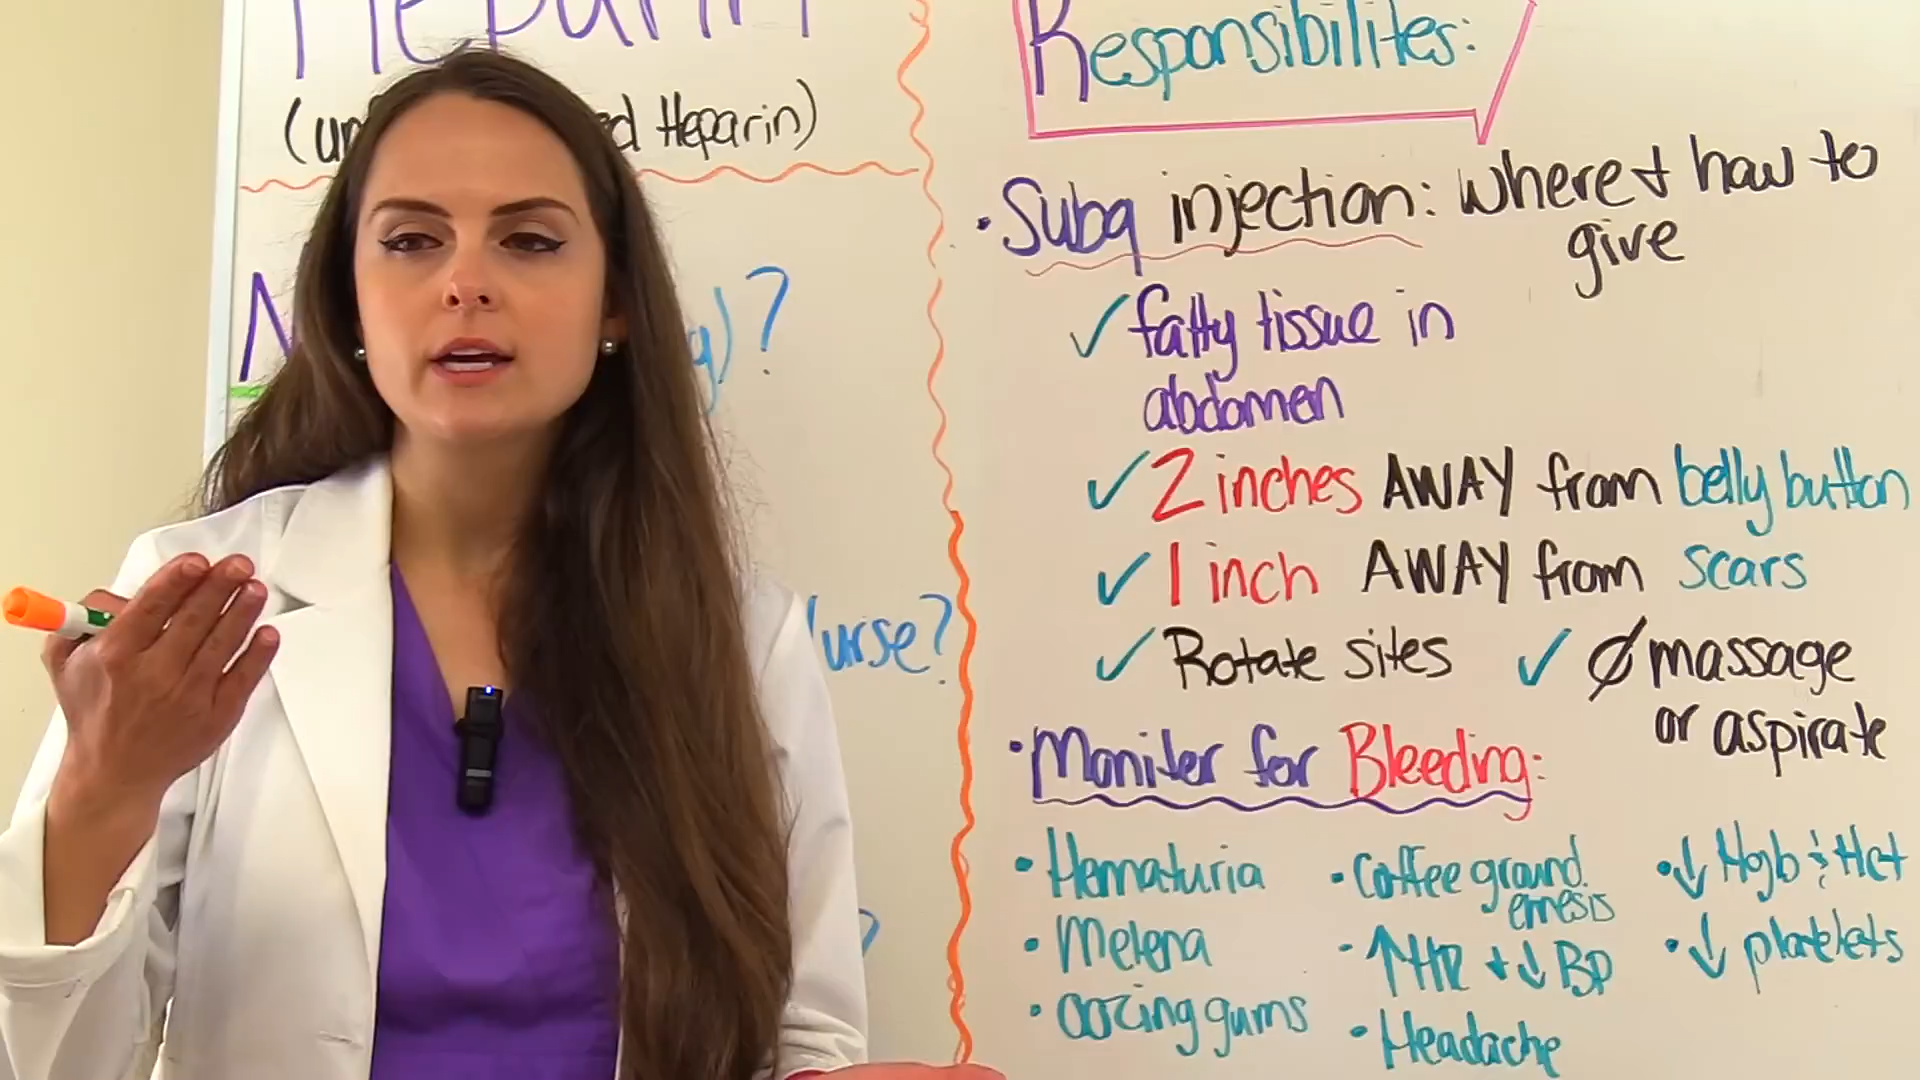 Heparin
Heparin)
Responsibilites:
• Subq injection: where & how to
give
✓ fatty tissue in
abdomen
✓ 2 inches AWAY from belly button
✓ 1 inch AWAY from scars
✓ Rotate sites ✓ Ø massage
or aspirate
• Moniter for Bleeding:
• Hematuria
• Melena
• oozing gums
• Coffee ground
emesis
• ↑HR + ↓ BP
• Headache
• ↓ Hgb & Hct
• ↓ platelets